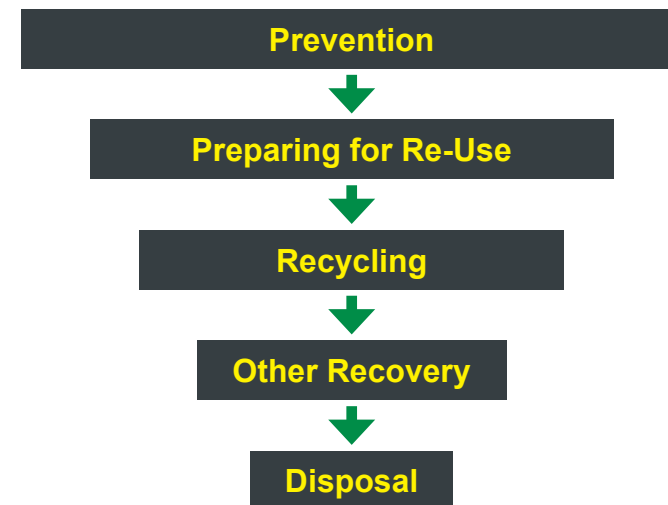 Prevention
Preparing for Re-Use
Recycling
Other Recovery
Disposal